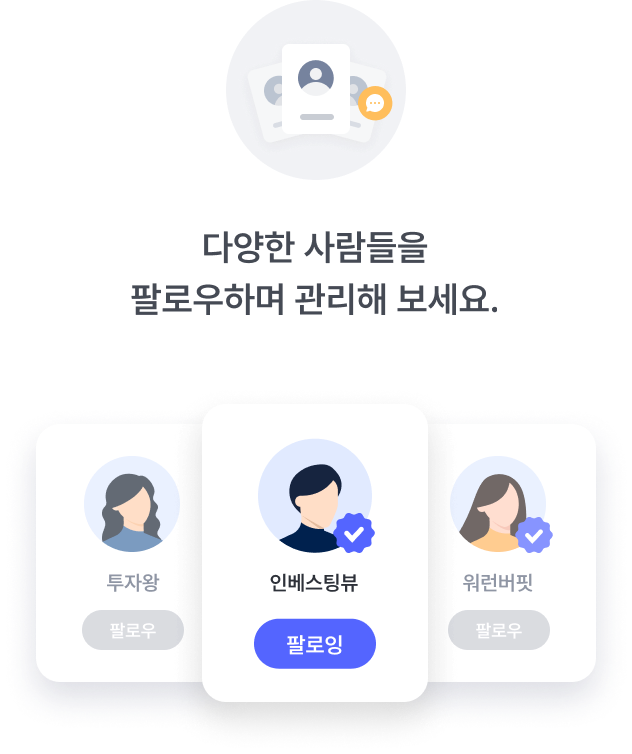 다양한 사람들을
팔로우하며 관리해 보세요.
투자왕
인베스팅뷰
워런버핏
팔로우
팔로잉
팔로우